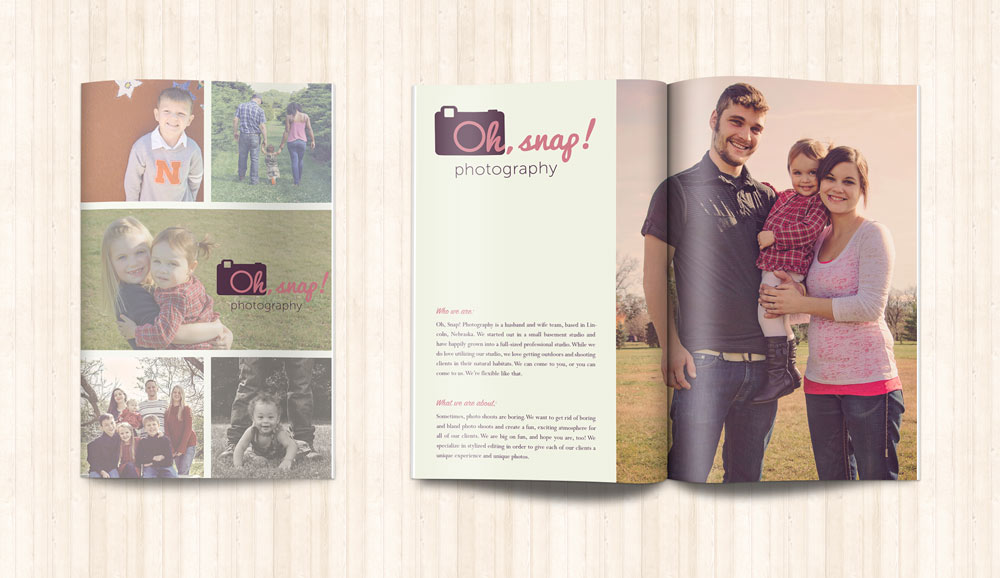 N
Oh, snap!
photography
Oh, snap!
photography
Who we are:
Oh, Snap! Photography is a husband and wife team, based in Lin-
coln, Nebraska. We started out in a small basement studio and
have happily grown into a full-sized professional studio. While we
do love utilizing our studio, we love getting outdoors and shooting
clients in their natural habitats. We can come to you, or you can
come to us. We're flexible like that.
What we are about:
Sometimes, photo shoots are boring. We want to get rid of boring
and bland photo shoots and create a fun, exciting atmosphere for
all of our clients. We are big on fun, and hope you are, too! We
specialize in stylized editing in order to give each of our clients a
unique experience and unique photos.